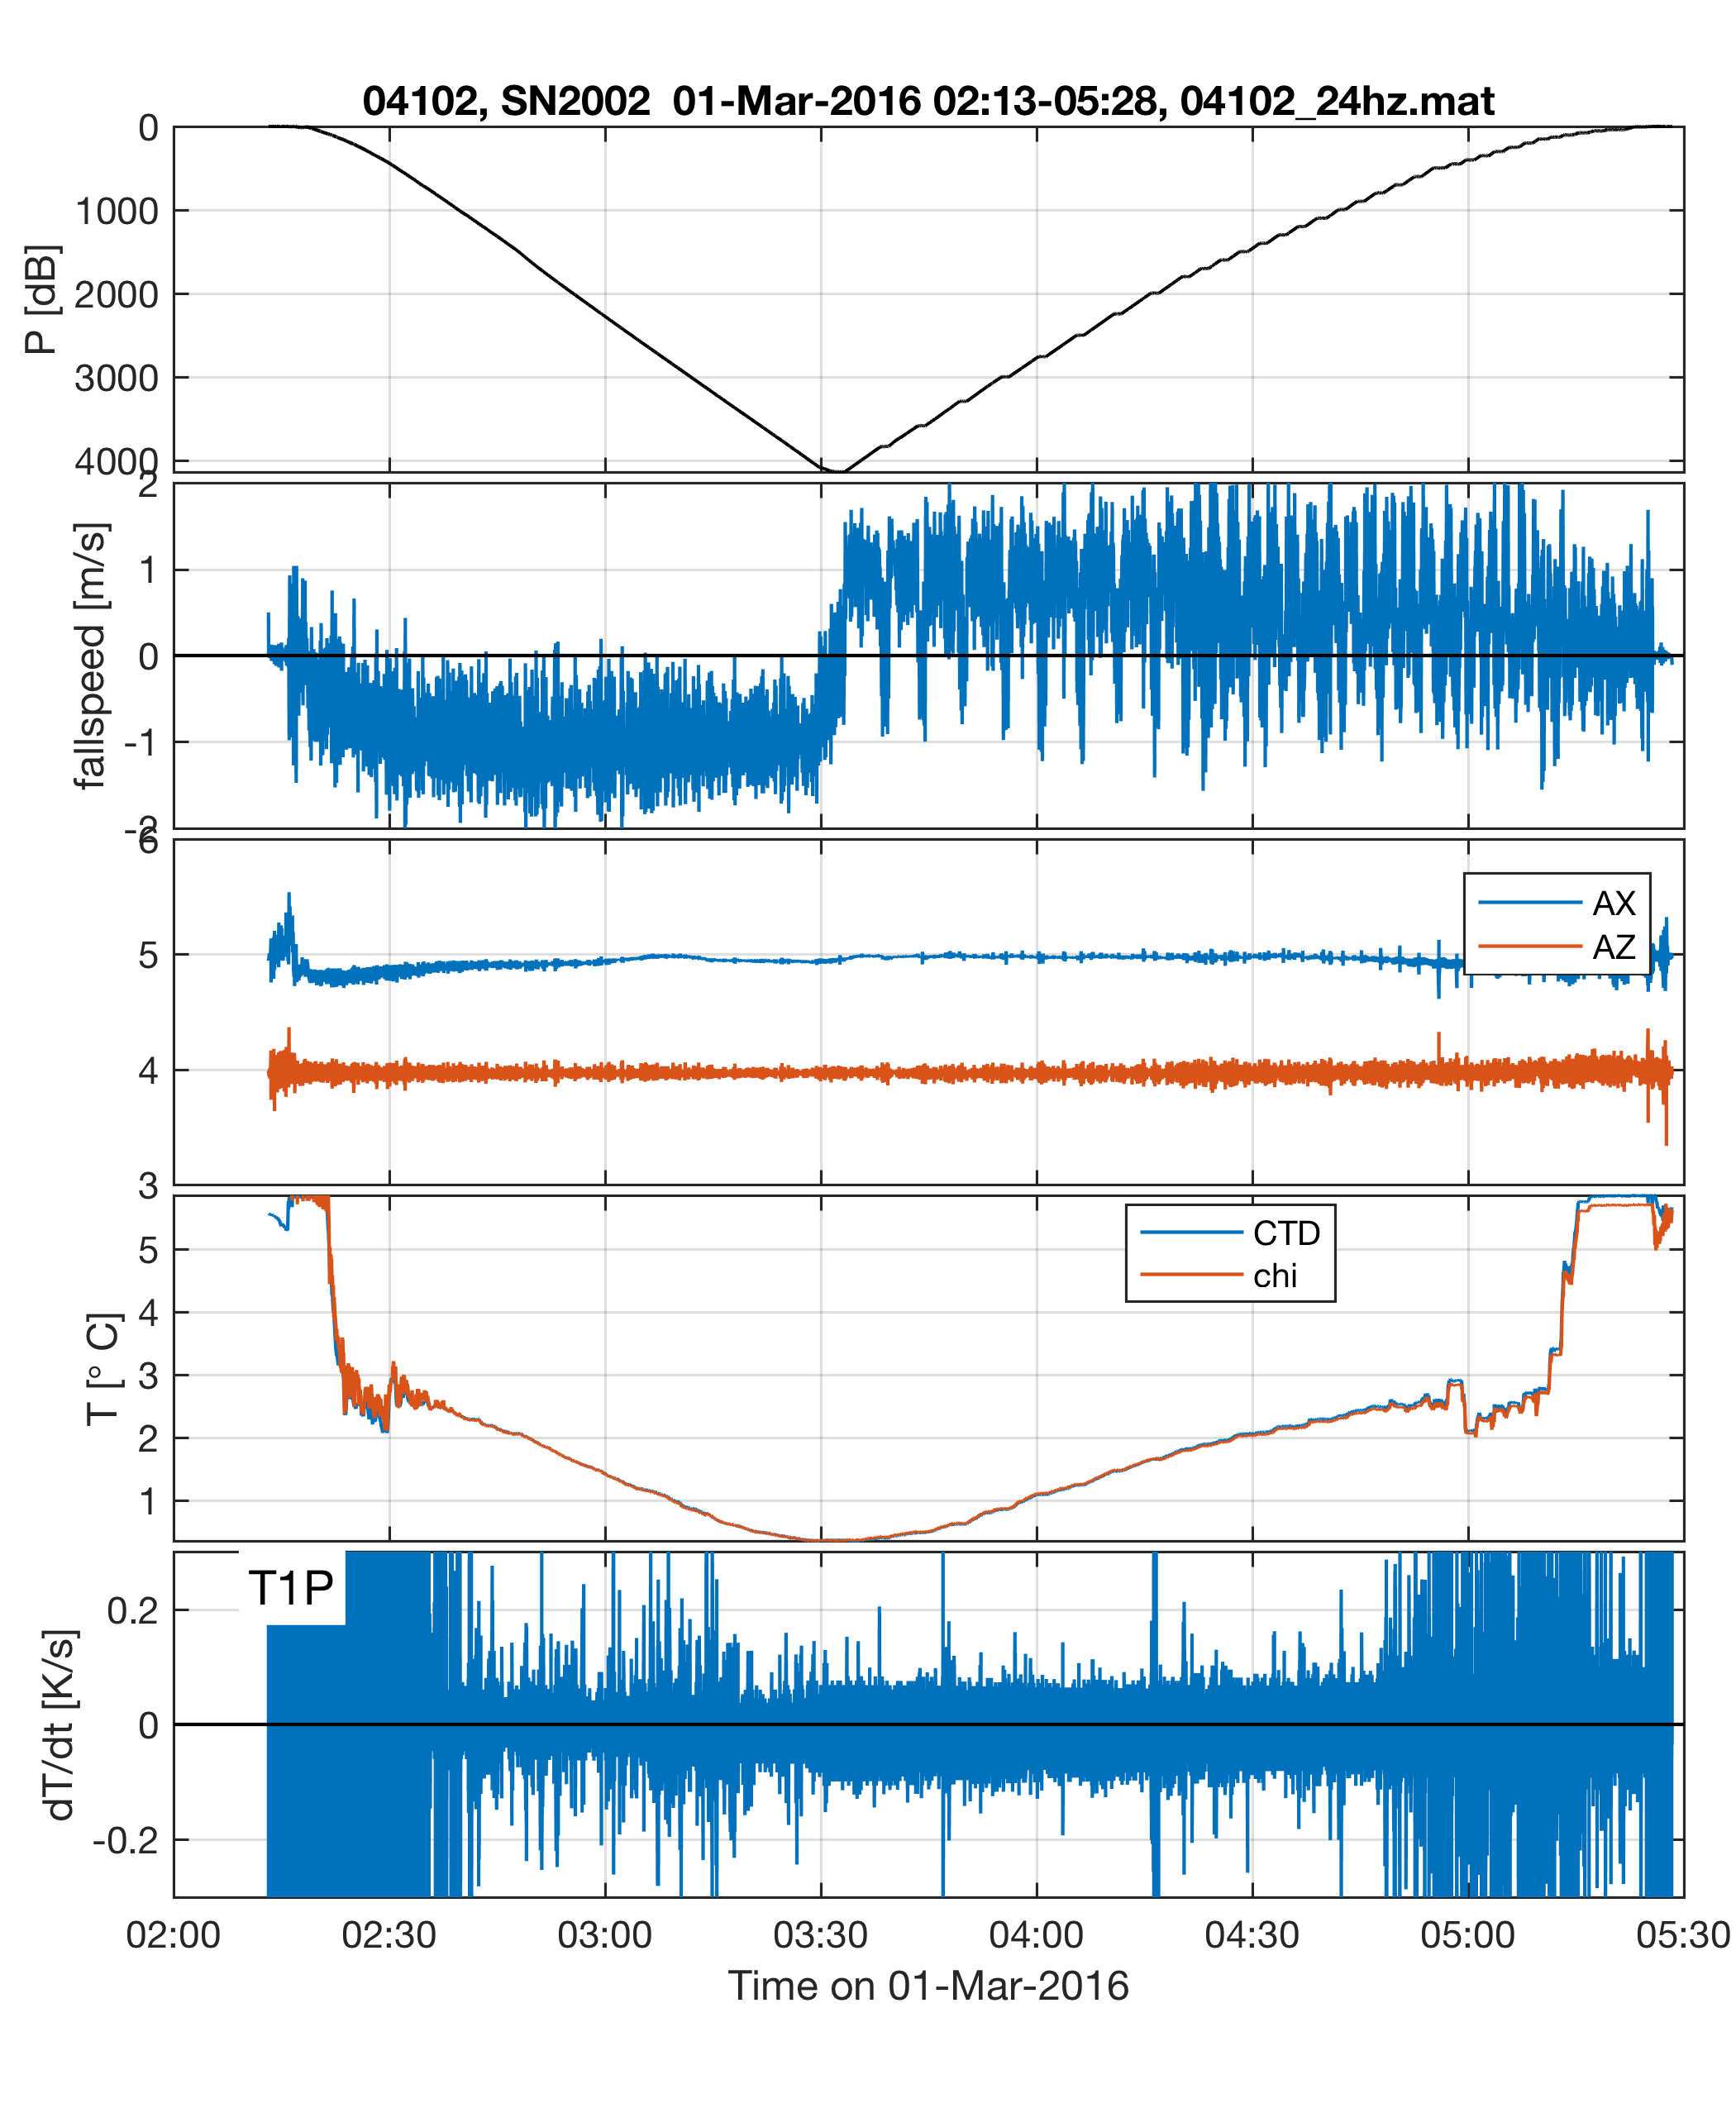 04102, SN2002  01-Mar-2016 02:13-05:28, 04102_24hz.mat
P [dB]
0
1000
2000
3000
4000
fallspeed [m/s]
2
1
0
-1
-2
6
5
4
3
AX
AZ
T [° C]
5
4
3
2
1
CTD
chi
dT/dt [K/s]
T1P
0.2
0
-0.2
02:00
02:30
03:00
03:30
04:00
04:30
05:00
05:30
Time on 01-Mar-2016